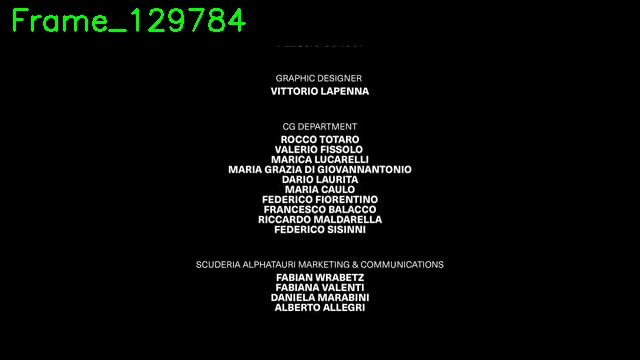 Frame_129784
GRAPHIC DESIGNER
VITTORIO LAPENNA
CG DEPARTMENT
ROCCO TOTARO
VALERIO FISSOLO
MARICA LUCARELLI
MARIA GRAZIA DI GIOVANNANTONIO
DARIO LAURITA
MARIA CAULO
FEDERICO FIORENTINO
FRANCESCO BALACCO
RICCARDO MALDARELLA
FEDERICO SISINNI
SCUDERIA ALPHATAURI MARKETING & COMMUNICATIONS
FABIAN WRABETZ
FABIANA VALENTI
DANIELA MARABINI
ALBERTO ALLEGRI